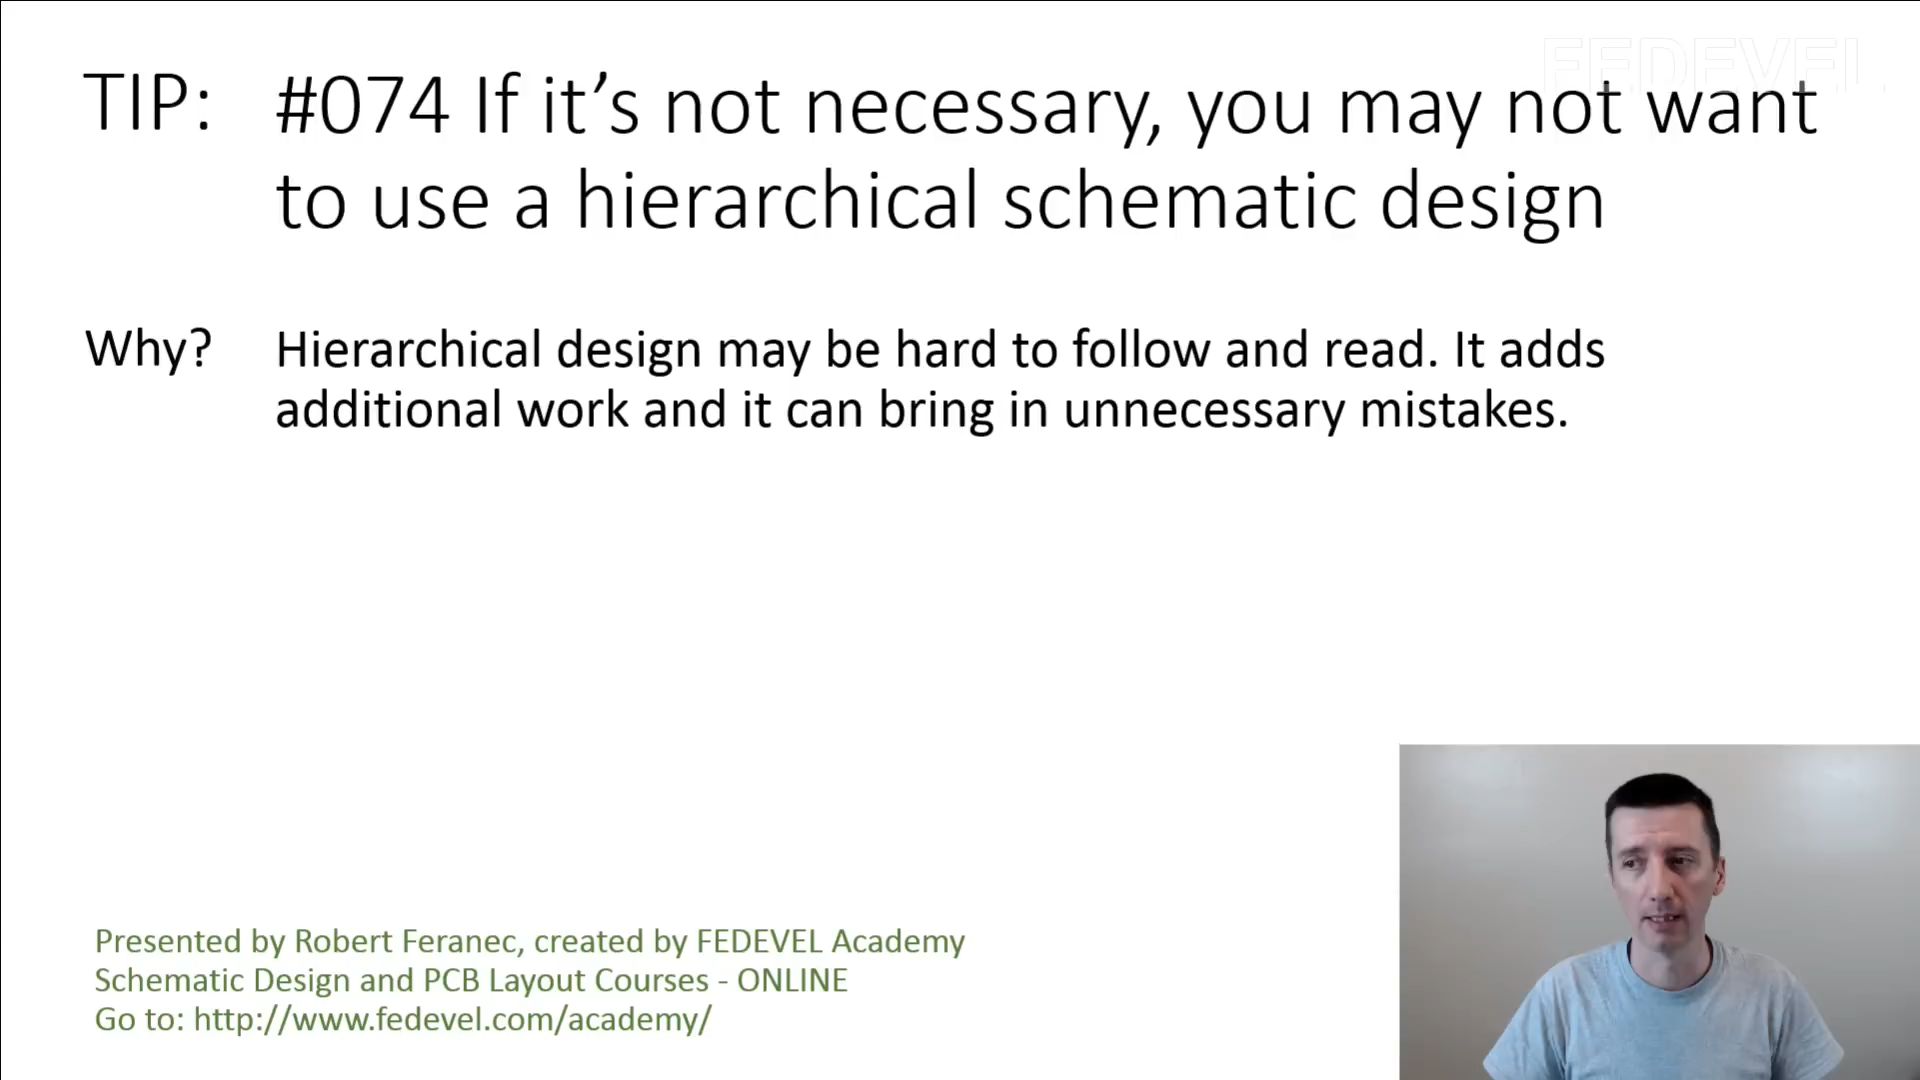 FEDEVEL
TIP: #074 If it’s not necessary, you may not want
to use a hierarchical schematic design
Why? Hierarchical design may be hard to follow and read. It adds
additional work and it can bring in unnecessary mistakes.
Presented by Robert Feranec, created by FEDEVEL Academy
Schematic Design and PCB Layout Courses - ONLINE
Go to: http://www.fedevel.com/academy/